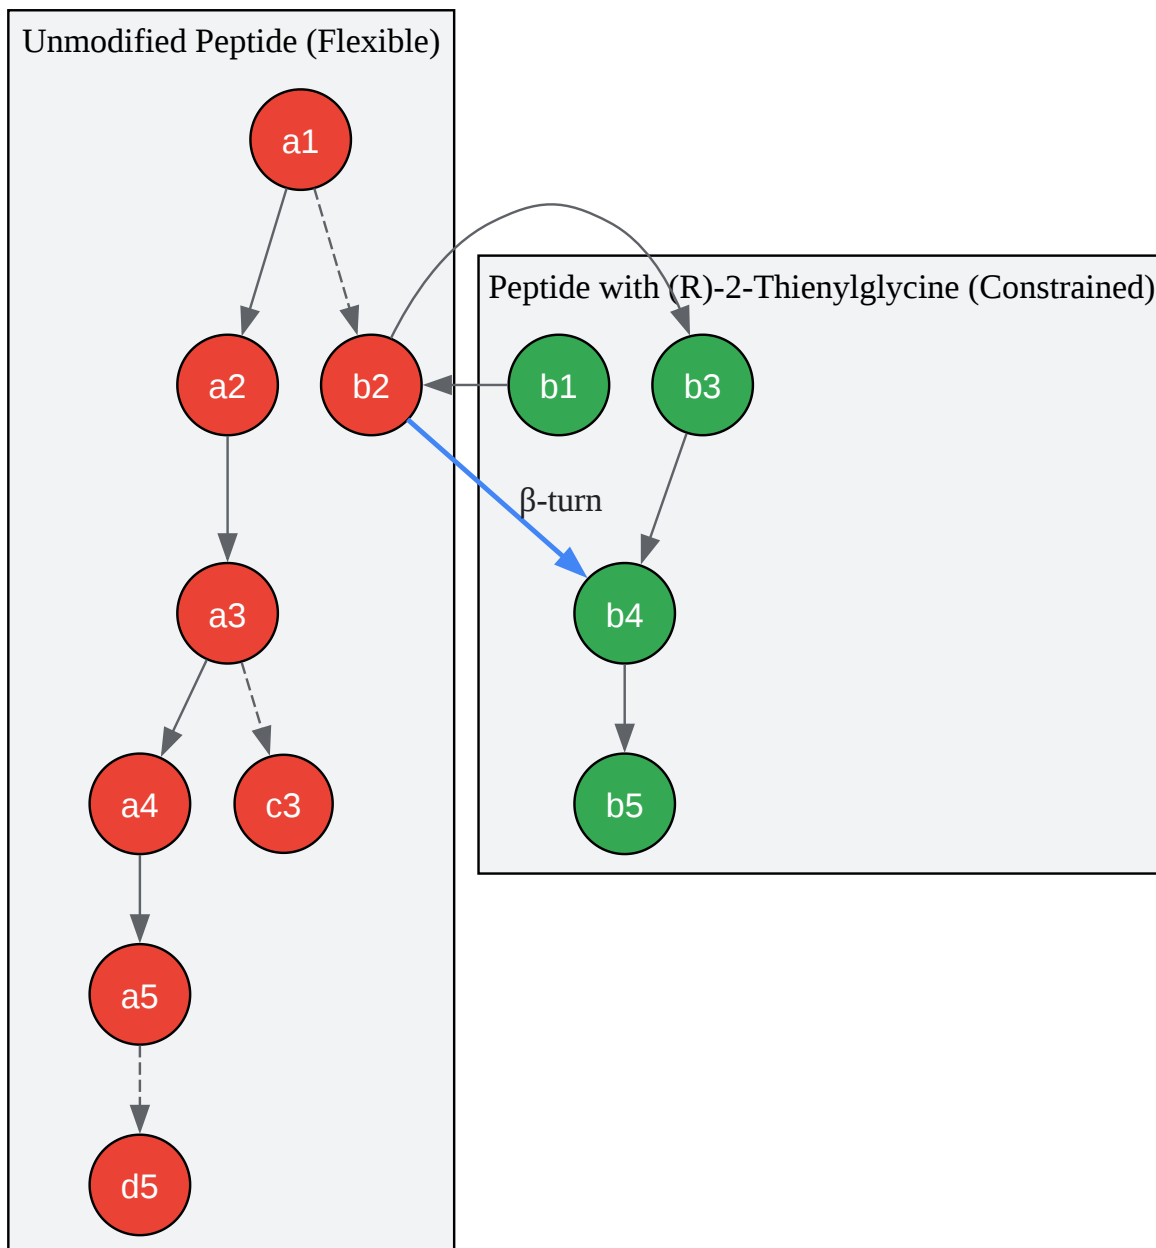 Unmodified Peptide (Flexible)
a1
Peptide with (R)-2-Thienylglycine (Constrained)
a2
b2
b1
b3
β-turn
a3
b4
a4
c3
b5
a5
d5